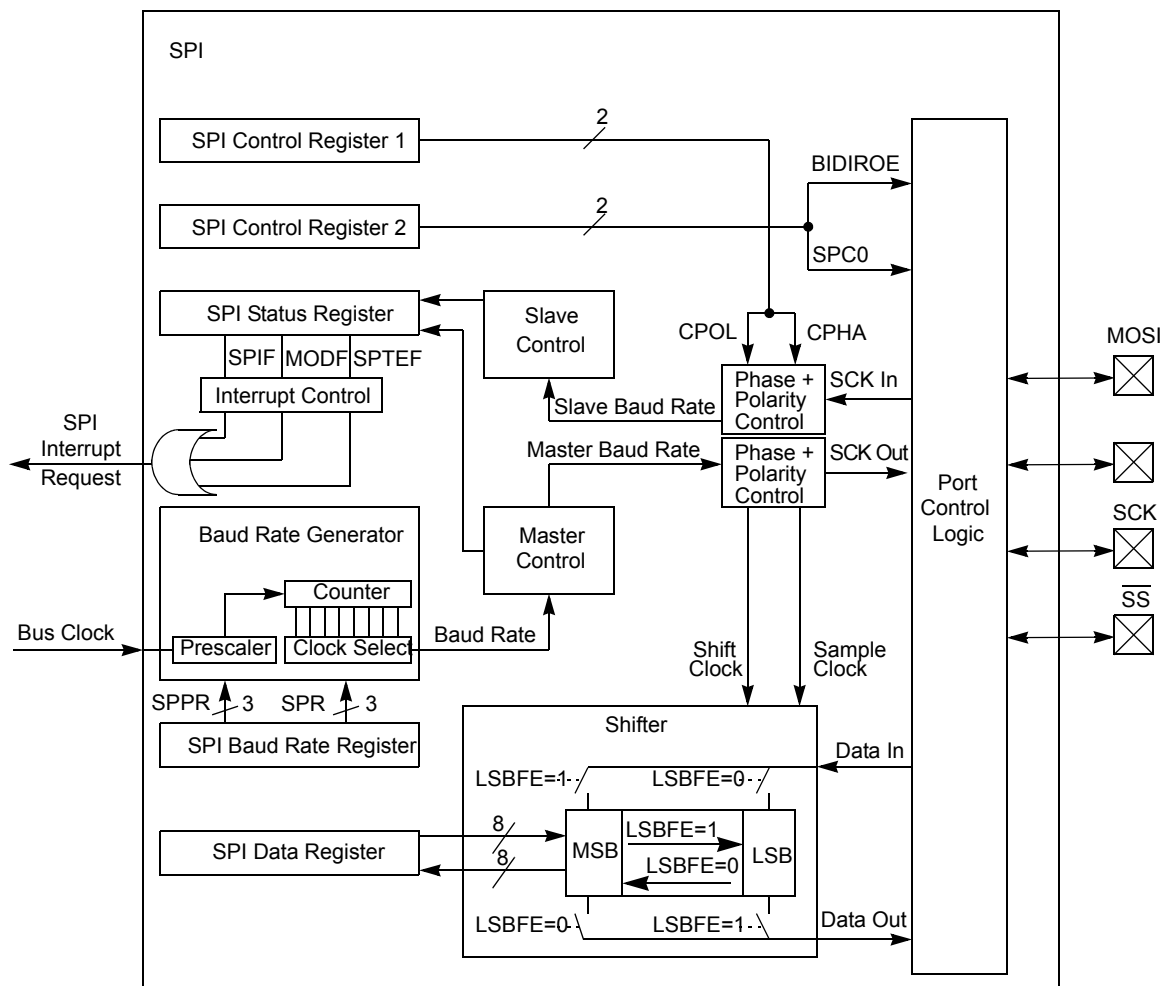 SPI
SPI Control Register 1
2
BIDIROE
SPI Control Register 2
2
SPC0
SPI Status Register
Slave
Control
CPOL
CPHA
MOSI
SPIF
MODF
SPTEF
Interrupt Control
Phase +
Polarity
Control
SCK In
Slave Baud Rate
SPI
Interrupt
Request
Master Baud Rate
Phase +
Polarity
Control
SCK Out
Port
Control
Logic
SCK
Baud Rate Generator
Master
Control
Counter
SS
Bus Clock
Prescaler
Clock Select
Baud Rate
Shift
Clock
Sample
Clock
SPPR
3
SPR
3
Shifter
SPI Baud Rate Register
Data In
LSBFE=1
LSBFE=0
8
LSBFE=1
SPI Data Register
MSB
LSB
8
LSBFE=0
LSBFE=0
LSBFE=1
Data Out